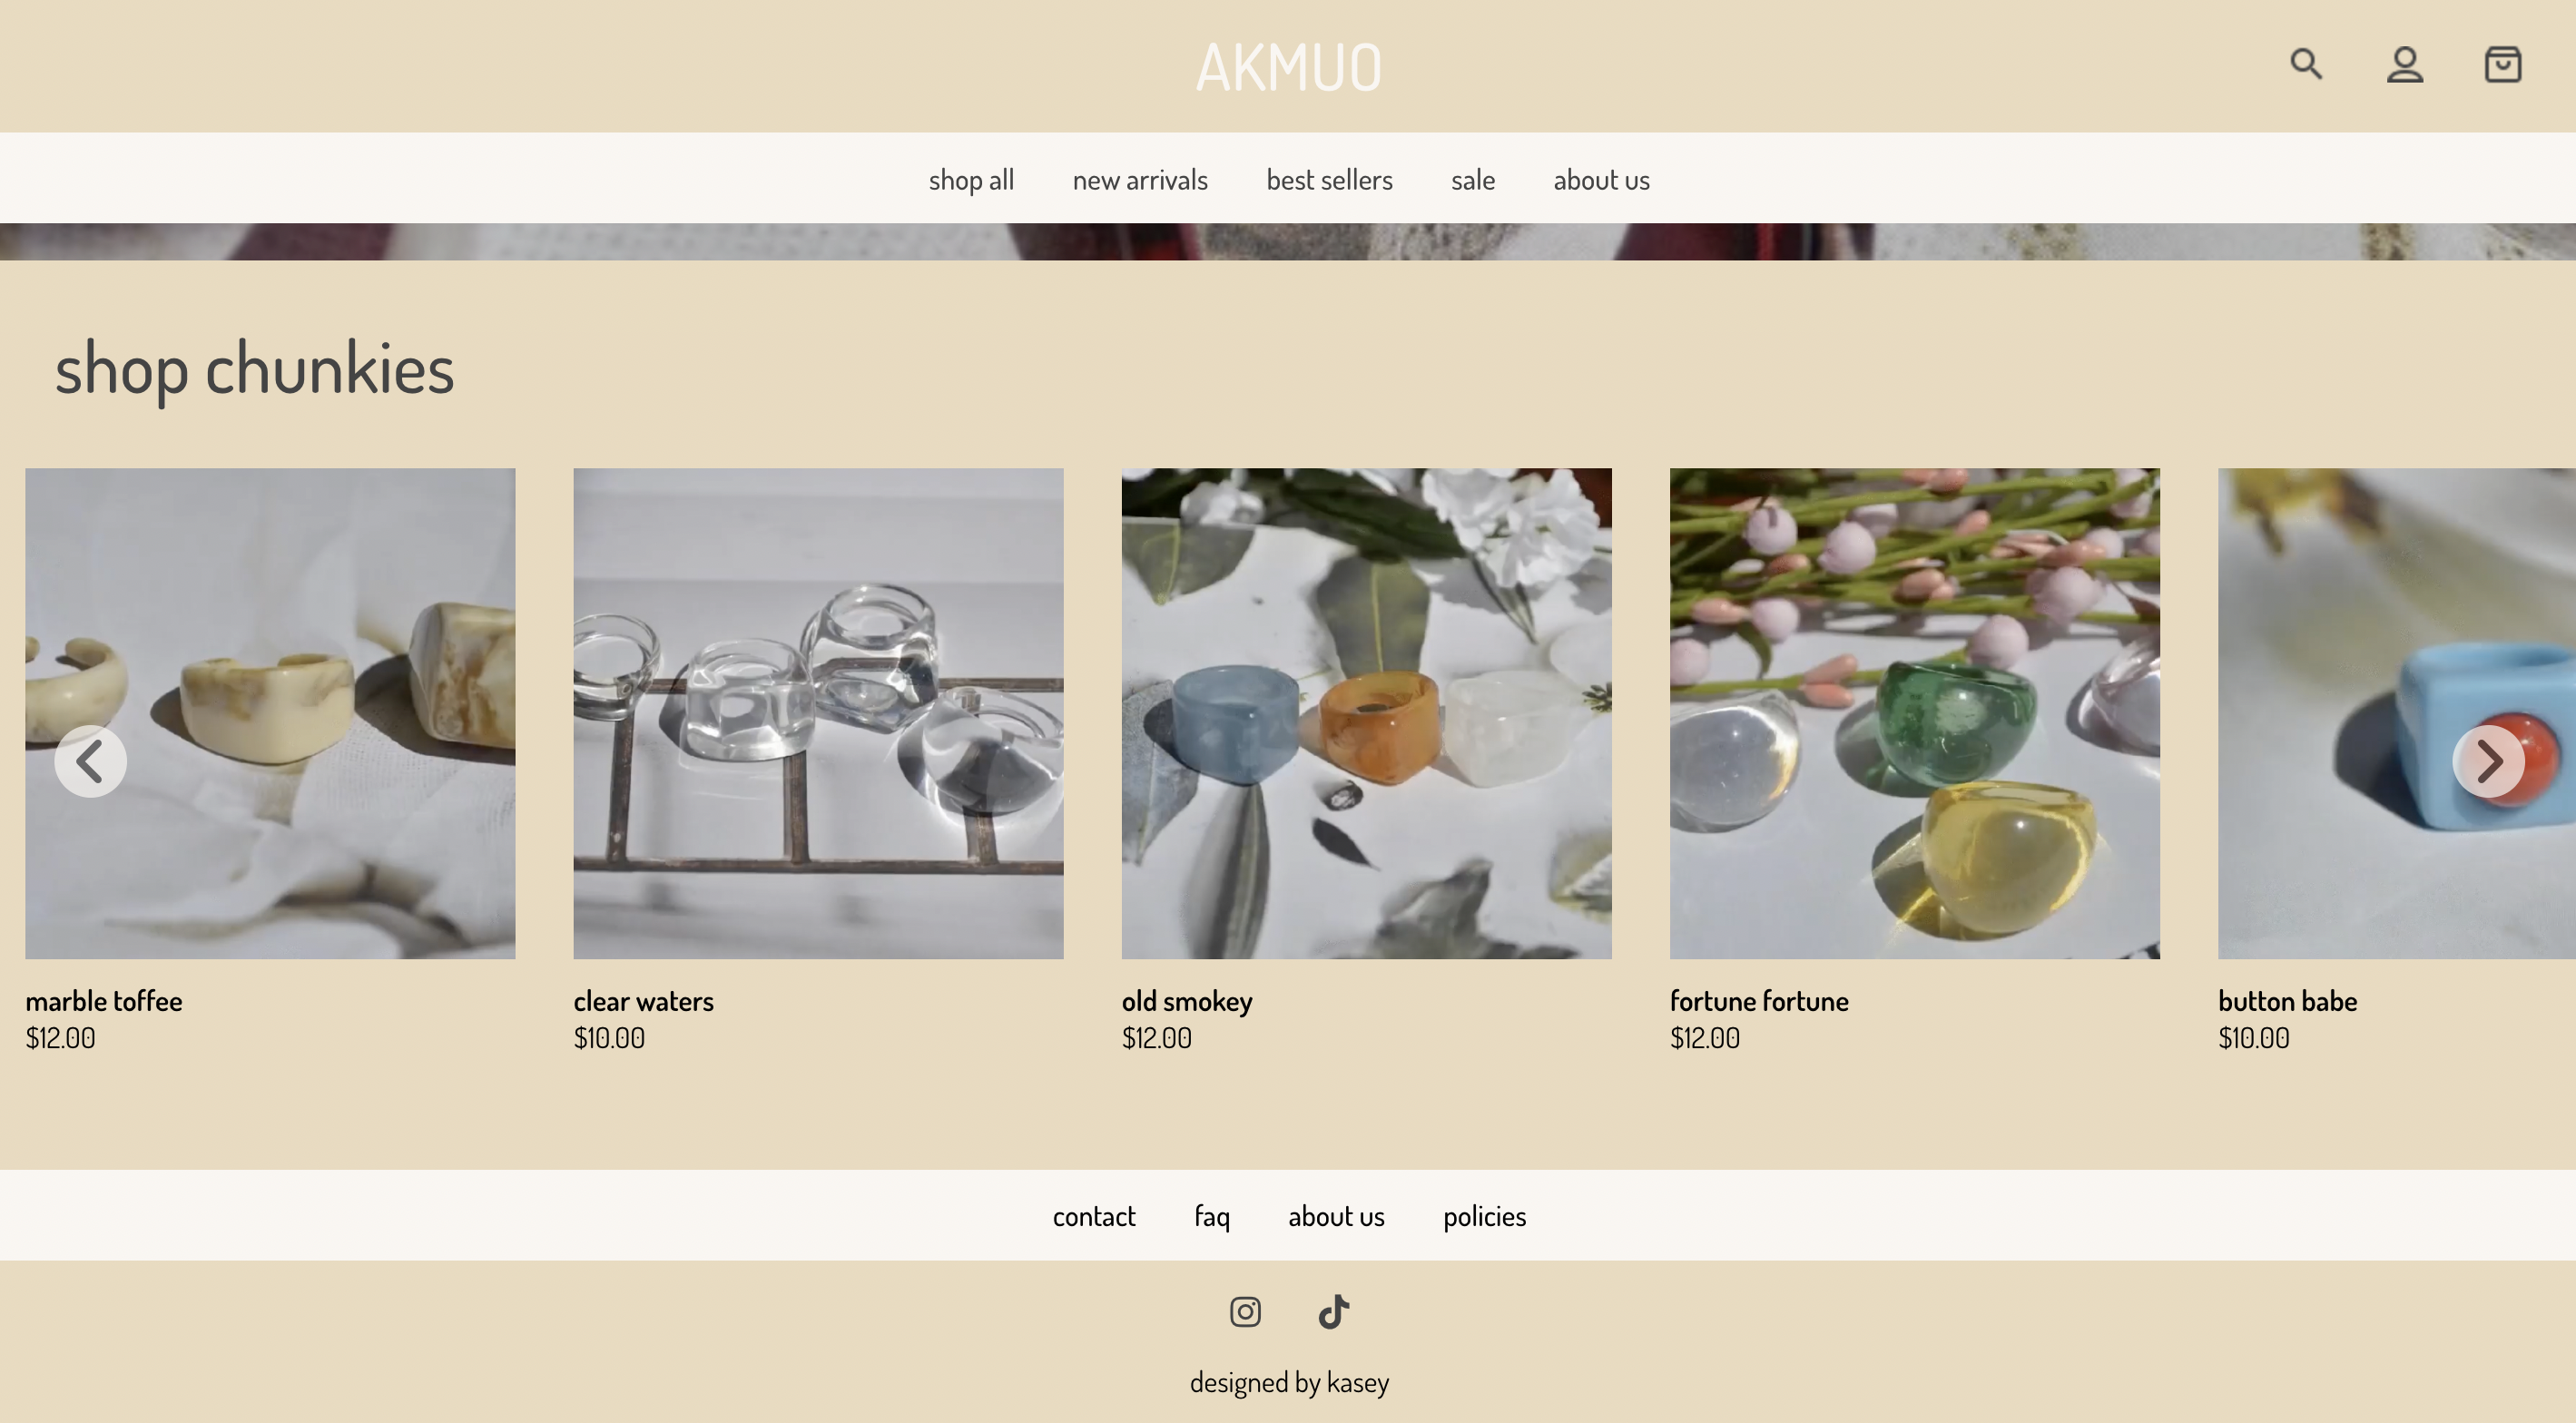 AKMUO
shop all new arrivals best sellers sale about us
shop chunkies
marble toffee
$12.00
clear waters
$10.00
old smokey
$12.00
fortune fortune
$12.00
button babe
$10.00
contact faq about us policies
designed by kasey